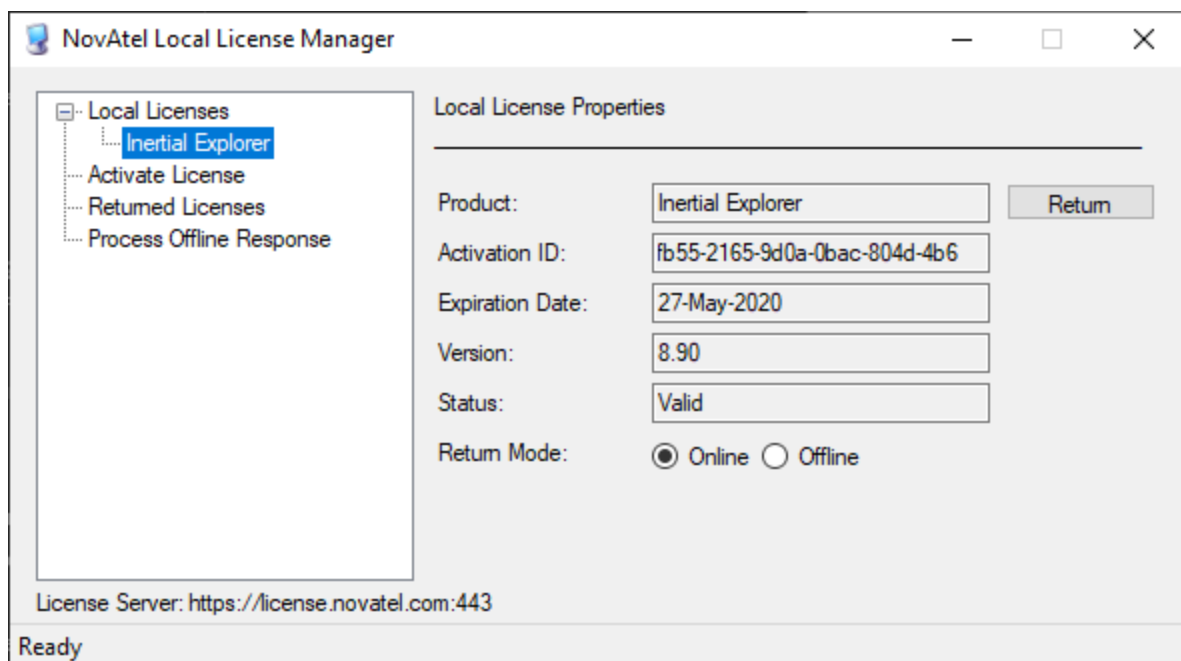 NovAtel Local License Manager
Local Licenses
Inertial Explorer
Activate License
Returned Licenses
Process Offline Response
Local License Properties
Product: Inertial Explorer Return
Activation ID: fb55-2165-9d0a-0bac-804d-4b6
Expiration Date: 27-May-2020
Version: 8.90
Status: Valid
Return Mode: Online Offline
License Server: https://license.novatel.com:443
Ready